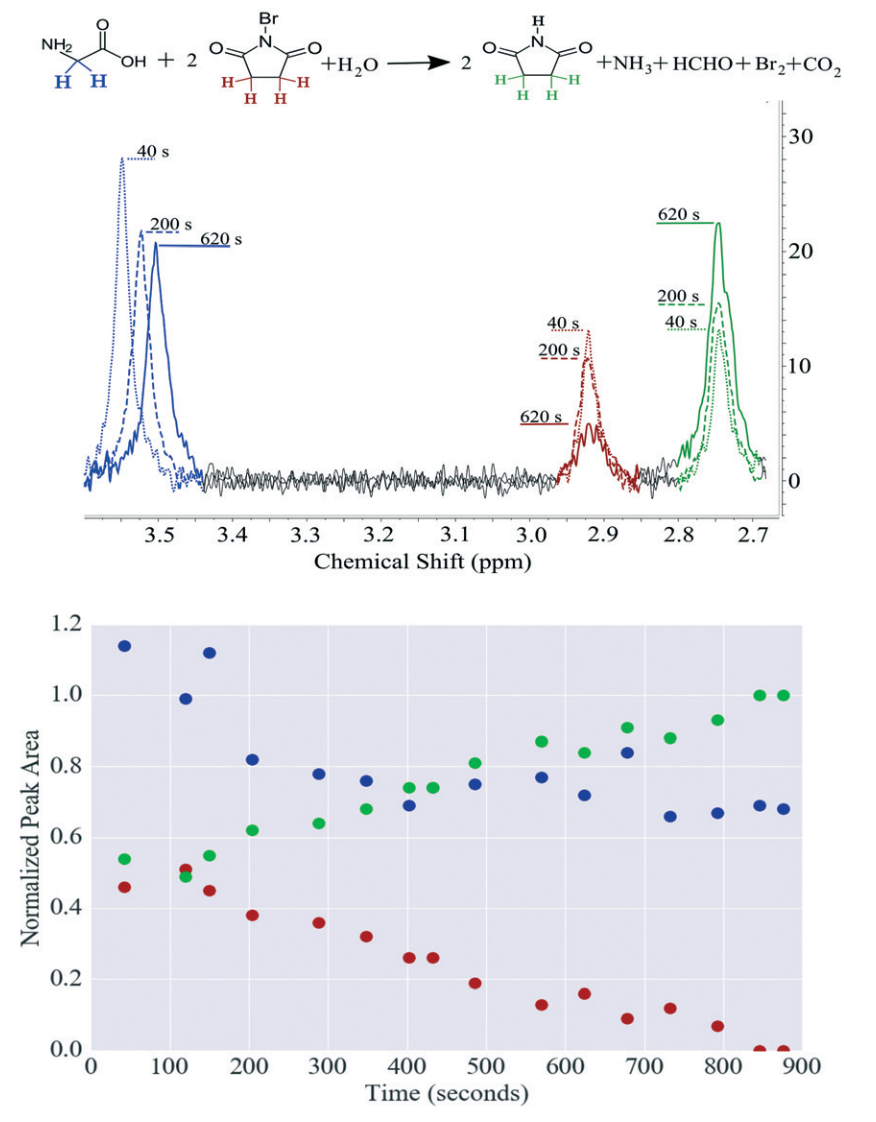 O Br H
NH₂ OH + 2 O N O +H₂O 2 O N O +NH₃+HCHO+Br₂+CO₂
H H H H H H
H H H H
30
40 s
200 s
620 s
620 s
20
200 s
40 s
40 s
200 s
10
620 s
0
3.5 3.4 3.3 3.2 3.1 3.0 2.9 2.8 2.7
Chemical Shift (ppm)
1.2
1.0
0.8
0.6
0.4
0.2
0.0
Normalized Peak Area
0 100 200 300 400 500 600 700 800 900
Time (seconds)